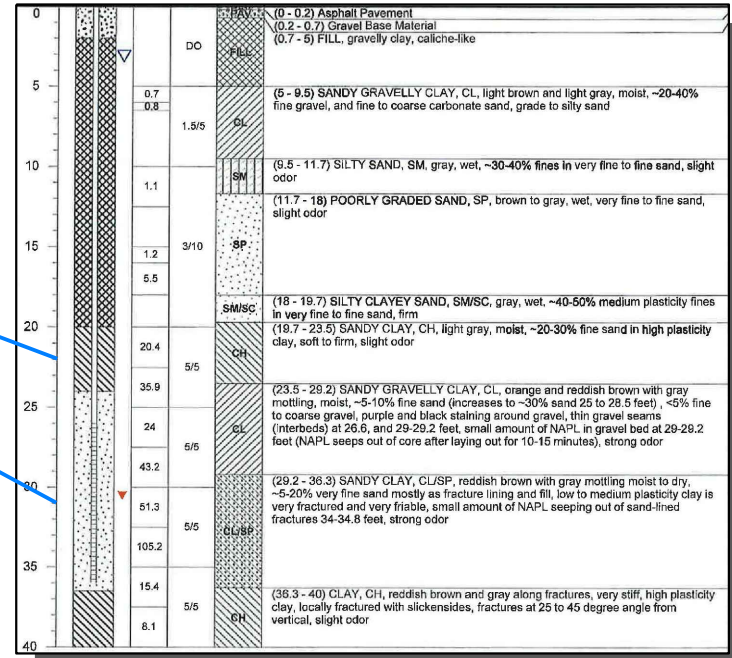 0
PAV
(0 - 0.2) Asphalt Pavement
(0.2 - 0.7) Gravel Base Material
(0.7 - 5) FILL, gravelly clay, caliche-like
DO
FILL
5
0.7
0.8
1.5/5
CL
(5 - 9.5) SANDY GRAVELLY CLAY, CL, light brown and light gray, moist, ~20-40%
fine gravel, and fine to coarse carbonate sand, grade to silty sand
10
1.1
SM
(9.5 - 11.7) SILTY SAND, SM, gray, wet, ~30-40% fines in very fine to fine sand, slight
odor
(11.7 - 18) POORLY GRADED SAND, SP, brown to gray, wet, very fine to fine sand,
slight odor
15
1.2
3/10
SP
5.5
SM/SC
(18 - 19.7) SILTY CLAYEY SAND, SM/SC, gray, wet, ~40-50% medium plasticity fines
in very fine to fine sand, firm
20
20.4
CH
(19.7 - 23.5) SANDY CLAY, CH, light gray, moist, ~20-30% fine sand in high plasticity
clay, soft to firm, slight odor
5/5
35.9
25
24
CL
(23.5 - 29.2) SANDY GRAVELLY CLAY, CL, orange and reddish brown with gray
mottling, moist, ~5-10% fine sand (increases to ~30% sand 25 to 28.5 feet) , <5% fine
to coarse gravel, purple and black staining around gravel, thin gravel seams
(interbeds) at 26.6, and 29-29.2 feet, small amount of NAPL in gravel bed at 29-29.2
feet (NAPL seeps out of core after laying out for 10-15 minutes), strong odor
5/5
43.2
30
51.3
5/5
CL/SP
(29.2 - 36.3) SANDY CLAY, CL/SP, reddish brown with gray mottling moist to dry,
~5-20% very fine sand mostly as fracture lining and fill, low to medium plasticity clay is
very fractured and very friable, small amount of NAPL seeping out of sand-lined
fractures 34-34.8 feet, strong odor
105.2
35
15.4
5/5
CH
(36.3 - 40) CLAY, CH, reddish brown and gray along fractures, very stiff, high plasticity
clay, locally fractured with slickensides, fractures at 25 to 45 degree angle from
vertical, slight odor
8.1
40